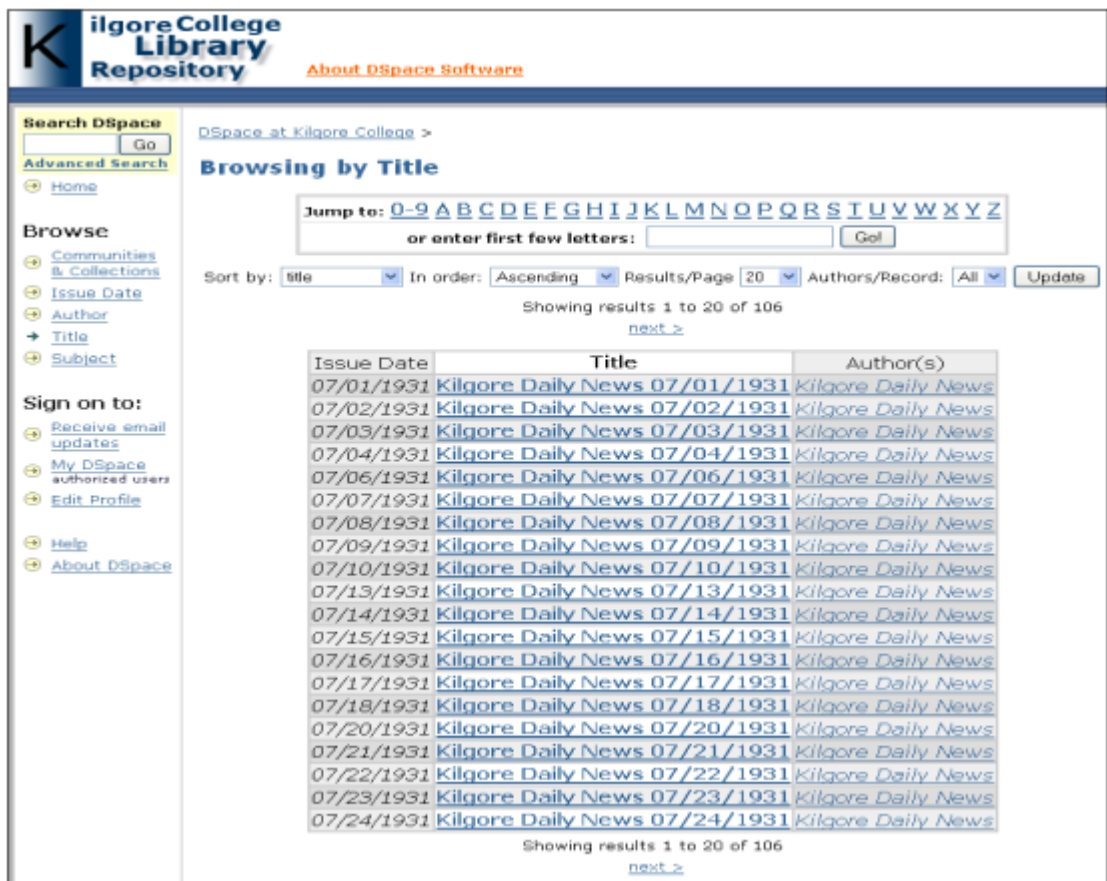 K ilgore College
Library
Repository
About DSpace Software
Search DSpace
Go
Advanced Search
Home
Browse
Communities
& Collections
Issue Date
Author
Title
Subject
Sign on to:
Receive email
updates
My DSpace
authorized users
Edit Profile
Help
About DSpace
DSpace at Kilgore College >
Browsing by Title
Jump to: 0-9 A B C D E F G H I J K L M N O P Q R S T U V W X Y Z
or enter first few letters: Go!
Sort by: title In order: Ascending Results/Page 20 Authors/Record: All Update
Showing results 1 to 20 of 106
next >
Issue Date Title Author(s)
07/01/1931 Kilgore Daily News 07/01/1931 Kilgore Daily News
07/02/1931 Kilgore Daily News 07/02/1931 Kilgore Daily News
07/03/1931 Kilgore Daily News 07/03/1931 Kilgore Daily News
07/04/1931 Kilgore Daily News 07/04/1931 Kilgore Daily News
07/06/1931 Kilgore Daily News 07/06/1931 Kilgore Daily News
07/07/1931 Kilgore Daily News 07/07/1931 Kilgore Daily News
07/08/1931 Kilgore Daily News 07/08/1931 Kilgore Daily News
07/09/1931 Kilgore Daily News 07/09/1931 Kilgore Daily News
07/10/1931 Kilgore Daily News 07/10/1931 Kilgore Daily News
07/13/1931 Kilgore Daily News 07/13/1931 Kilgore Daily News
07/14/1931 Kilgore Daily News 07/14/1931 Kilgore Daily News
07/15/1931 Kilgore Daily News 07/15/1931 Kilgore Daily News
07/16/1931 Kilgore Daily News 07/16/1931 Kilgore Daily News
07/17/1931 Kilgore Daily News 07/17/1931 Kilgore Daily News
07/18/1931 Kilgore Daily News 07/18/1931 Kilgore Daily News
07/20/1931 Kilgore Daily News 07/20/1931 Kilgore Daily News
07/21/1931 Kilgore Daily News 07/21/1931 Kilgore Daily News
07/22/1931 Kilgore Daily News 07/22/1931 Kilgore Daily News
07/23/1931 Kilgore Daily News 07/23/1931 Kilgore Daily News
07/24/1931 Kilgore Daily News 07/24/1931 Kilgore Daily News
Showing results 1 to 20 of 106
next >